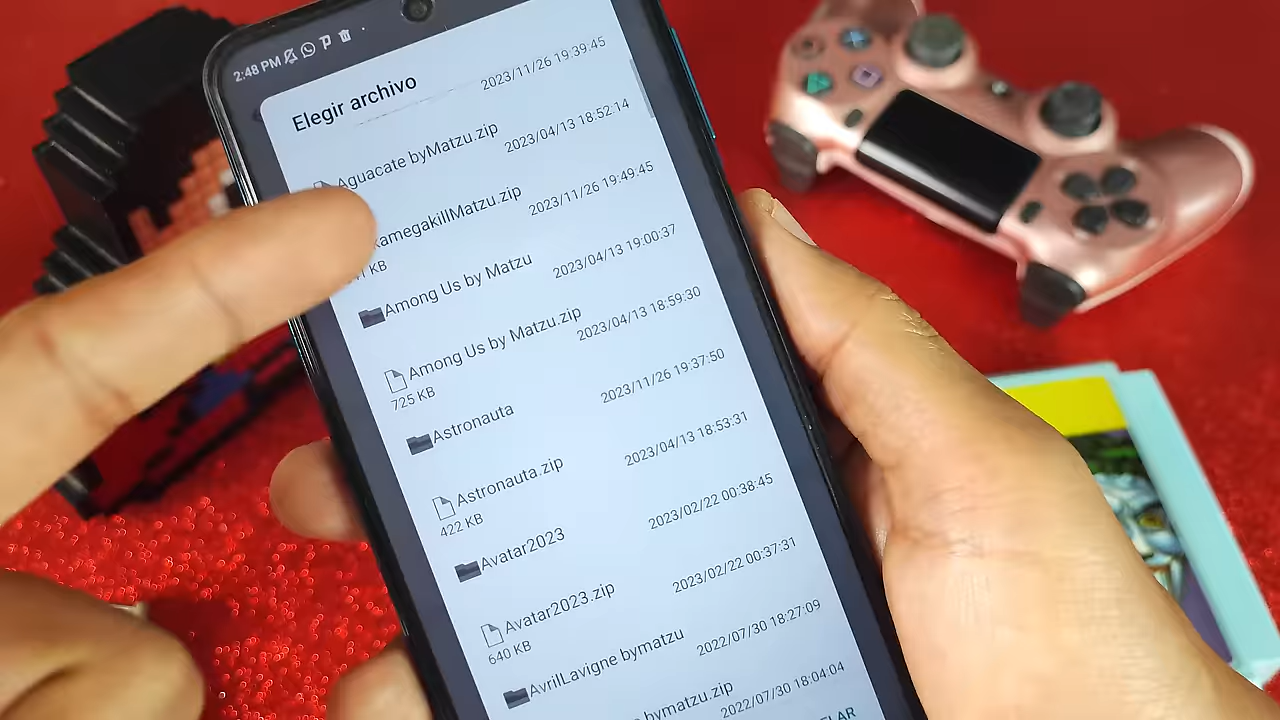 2:48 PM
Elegir archivo
2023/11/26 19:39:45
Aguacate byMatzu.zip
2023/04/13 18:52:14
kamegakillMatzu.zip
KB
2023/11/26 19:49:45
Among Us by Matzu
2023/04/13 19:00:37
Among Us by Matzu.zip
725 KB
2023/04/13 18:59:30
Astronauta
2023/11/26 19:37:50
Astronauta.zip
422 KB
2023/04/13 18:53:31
Avatar2023
2023/02/22 00:38:45
Avatar2023.zip
640 KB
2023/02/22 00:37:31
AvrilLavigne bymatzu
2022/07/30 18:27:09
bymatzu.zip
2022/07/30 18:04:04